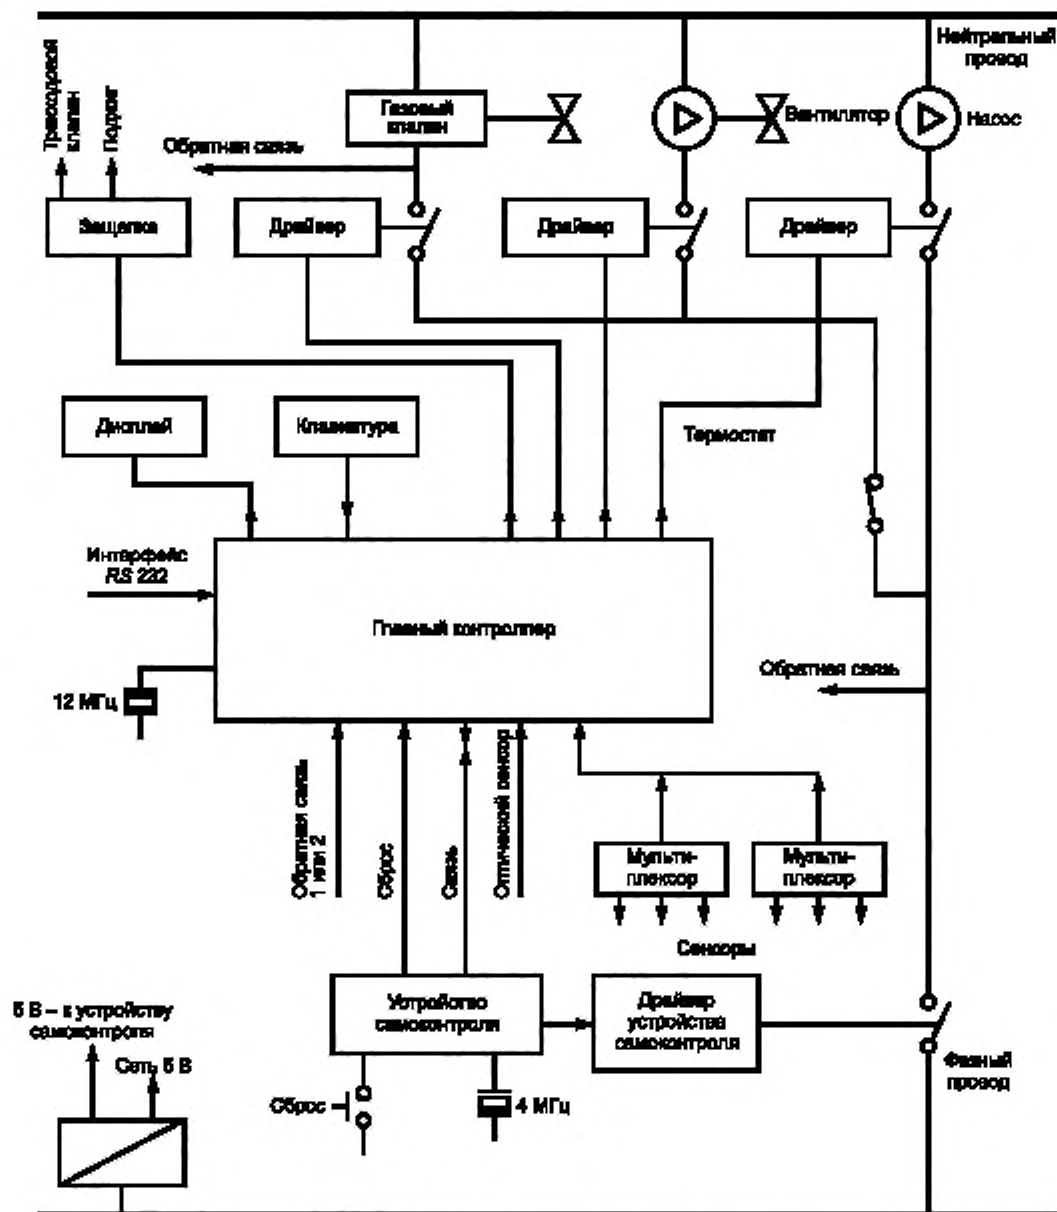 Нейтральный
провод
Трехходовой
клапан
Поджиг
Обратная связь
Газовый
клапан
Вентилятор
Насос
Защелка
Драйвер
Драйвер
Драйвер
Дисплей
Клавиатура
Термостат
Интерфейс
RS 232
Главный контроллер
12 МГц
Обратная связь
Обратная связь
1 или 2
Сброс
Связь
Оптический сенсор
Мульти-
плексор
Мульти-
плексор
Сенсоры
Устройство
самоконтроля
Драйвер
устройства
самоконтроля
5 В – к устройству
самоконтроля
Сеть 5 В
Сброс
4 МГц
Фазный
провод